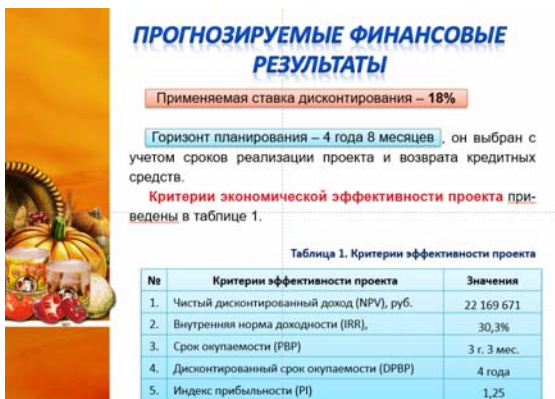 ПРОГНОЗИРУЕМЫЕ ФИНАНСОВЫЕ
РЕЗУЛЬТАТЫ
Применяемая ставка дисконтирования – 18%
Горизонт планирования – 4 года 8 месяцев , он выбран с
учетом сроков реализации проекта и возврата кредитных
средств.
Критерии экономической эффективности проекта при-
ведены в таблице 1.
Таблица 1. Критерии эффективности проекта
№ Критерии эффективности проекта Значения
1. Чистый дисконтированный доход (NPV), руб. 22 169 671
2. Внутренняя норма доходности (IRR), 30,3%
3. Срок окупаемости (PBP) 3 г. 3 мес.
4. Дисконтированный срок окупаемости (DPBP) 4 года
5. Индекс прибыльности (PI) 1,25